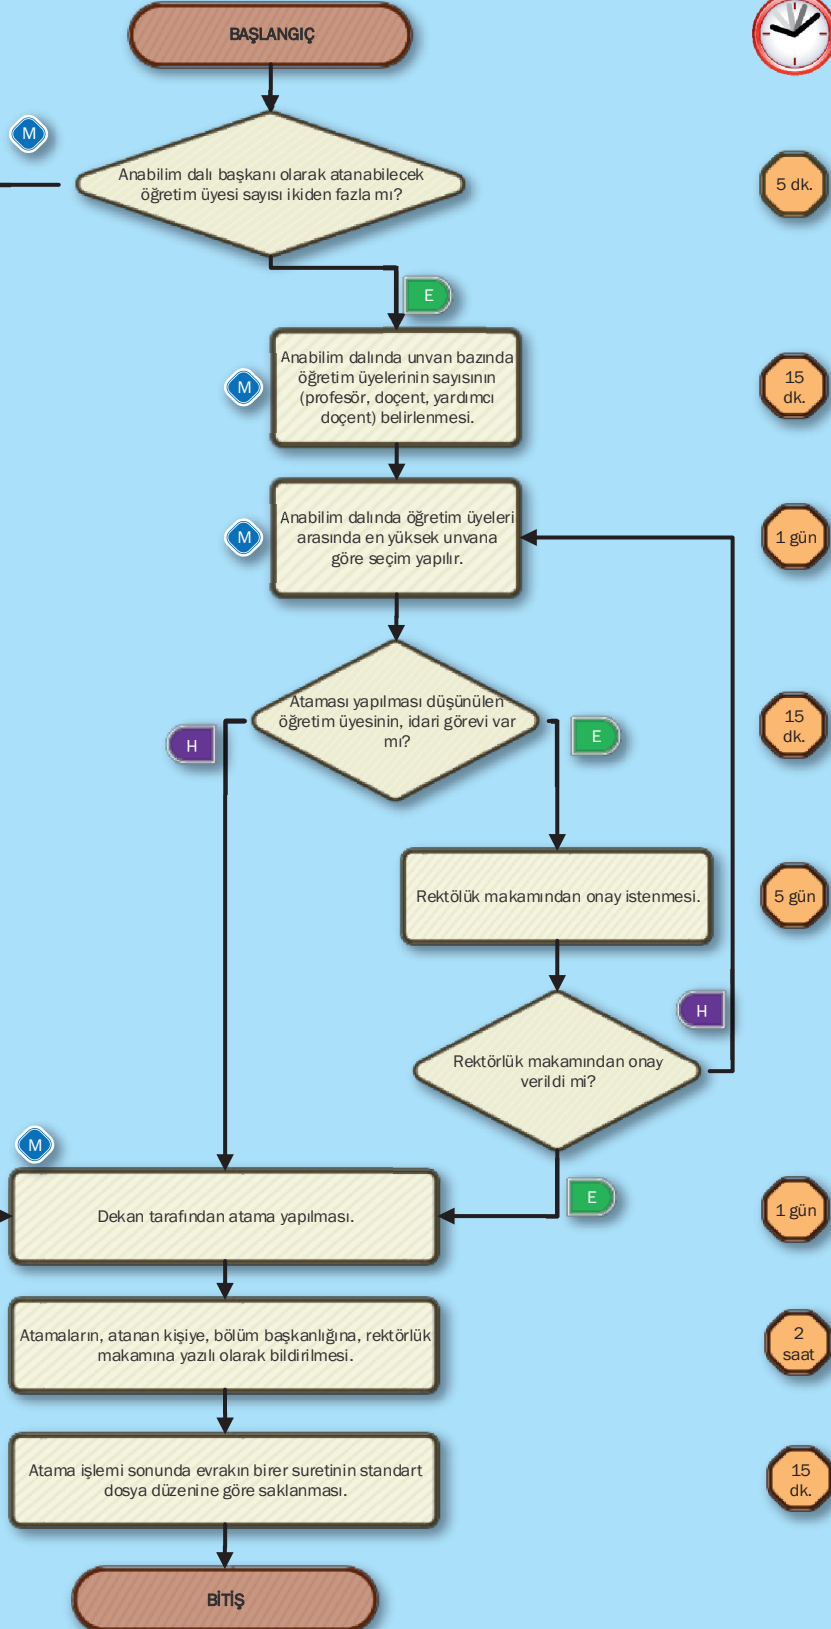 BAŞLANGIÇ
M
Anabilim dalı başkanı olarak atanabilecek
öğretim üyesi sayısı ikiden fazla mı?
5 dk.
E
Anabilim dalında unvan bazında
öğretim üyelerinin sayısının
(profesör, doçent, yardımcı
doçent) belirlenmesi.
M
15
dk.
Anabilim dalında öğretim üyeleri
arasında en yüksek unvana
göre seçim yapılır.
M
1 gün
Ataması yapılması düşünülen
öğretim üyesinin, idari görevi var
mı?
H
E
15
dk.
Rektölük makamından onay istenmesi.
5 gün
H
Rektörlük makamından onay
verildi mi?
M
E
Dekan tarafından atama yapılması.
1 gün
Atamaların, atanan kişiye, bölüm başkanlığına, rektörlük
makamına yazılı olarak bildirilmesi.
2
saat
Atama işlemi sonunda evrakın birer suretinin standart
dosya düzenine göre saklanması.
15
dk.
BİTİŞ